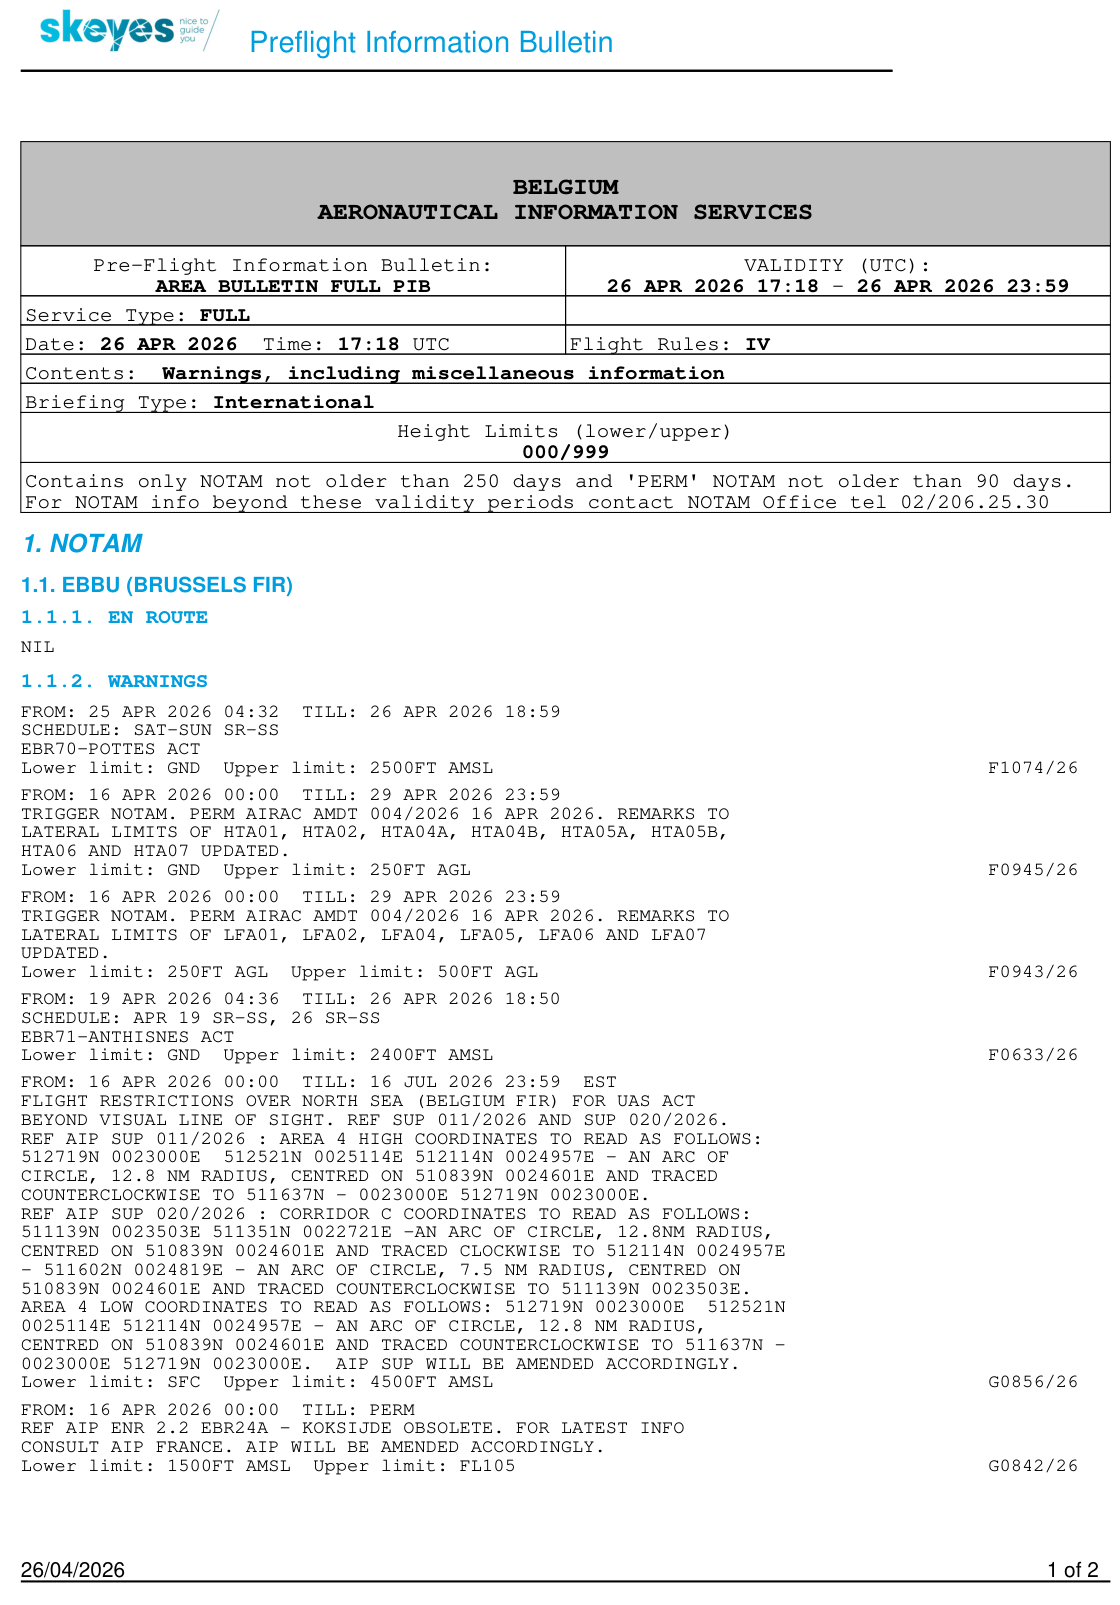 skeyes nice to guide you
Preflight Information Bulletin
BELGIUM
AERONAUTICAL INFORMATION SERVICES
Pre-Flight Information Bulletin:
AREA BULLETIN FULL PIB
VALIDITY (UTC):
26 APR 2026 17:18 - 26 APR 2026 23:59
Service Type: FULL
Date: 26 APR 2026  Time: 17:18 UTC
Flight Rules: IV
Contents:  Warnings, including miscellaneous information
Briefing Type: International
Height Limits (lower/upper)
000/999
Contains only NOTAM not older than 250 days and 'PERM' NOTAM not older than 90 days.
For NOTAM info beyond these validity periods contact NOTAM Office tel 02/206.25.30
1. NOTAM
1.1. EBBU (BRUSSELS FIR)
1.1.1. EN ROUTE
NIL
1.1.2. WARNINGS
FROM: 25 APR 2026 04:32  TILL: 26 APR 2026 18:59
SCHEDULE: SAT-SUN SR-SS
EBR70-POTTES ACT
Lower limit: GND  Upper limit: 2500FT AMSL F1074/26
FROM: 16 APR 2026 00:00  TILL: 29 APR 2026 23:59
TRIGGER NOTAM. PERM AIRAC AMDT 004/2026 16 APR 2026. REMARKS TO
LATERAL LIMITS OF HTA01, HTA02, HTA04A, HTA04B, HTA05A, HTA05B,
HTA06 AND HTA07 UPDATED.
Lower limit: GND  Upper limit: 250FT AGL F0945/26
FROM: 16 APR 2026 00:00  TILL: 29 APR 2026 23:59
TRIGGER NOTAM. PERM AIRAC AMDT 004/2026 16 APR 2026. REMARKS TO
LATERAL LIMITS OF LFA01, LFA02, LFA04, LFA05, LFA06 AND LFA07
UPDATED.
Lower limit: 250FT AGL  Upper limit: 500FT AGL F0943/26
FROM: 19 APR 2026 04:36  TILL: 26 APR 2026 18:50
SCHEDULE: APR 19 SR-SS, 26 SR-SS
EBR71-ANTHISNES ACT
Lower limit: GND  Upper limit: 2400FT AMSL F0633/26
FROM: 16 APR 2026 00:00  TILL: 16 JUL 2026 23:59  EST
FLIGHT RESTRICTIONS OVER NORTH SEA (BELGIUM FIR) FOR UAS ACT
BEYOND VISUAL LINE OF SIGHT. REF SUP 011/2026 AND SUP 020/2026.
REF AIP SUP 011/2026 : AREA 4 HIGH COORDINATES TO READ AS FOLLOWS:
512719N 0023000E  512521N 0025114E 512114N 0024957E - AN ARC OF
CIRCLE, 12.8 NM RADIUS, CENTRED ON 510839N 0024601E AND TRACED
COUNTERCLOCKWISE TO 511637N - 0023000E 512719N 0023000E.
REF AIP SUP 020/2026 : CORRIDOR C COORDINATES TO READ AS FOLLOWS:
511139N 0023503E 511351N 0022721E -AN ARC OF CIRCLE, 12.8NM RADIUS,
CENTRED ON 510839N 0024601E AND TRACED CLOCKWISE TO 512114N 0024957E
- 511602N 0024819E - AN ARC OF CIRCLE, 7.5 NM RADIUS, CENTRED ON
510839N 0024601E AND TRACED COUNTERCLOCKWISE TO 511139N 0023503E.
AREA 4 LOW COORDINATES TO READ AS FOLLOWS: 512719N 0023000E  512521N
0025114E 512114N 0024957E - AN ARC OF CIRCLE, 12.8 NM RADIUS,
CENTRED ON 510839N 0024601E AND TRACED COUNTERCLOCKWISE TO 511637N -
0023000E 512719N 0023000E.  AIP SUP WILL BE AMENDED ACCORDINGLY.
Lower limit: SFC  Upper limit: 4500FT AMSL G0856/26
FROM: 16 APR 2026 00:00  TILL: PERM
REF AIP ENR 2.2 EBR24A - KOKSIJDE OBSOLETE. FOR LATEST INFO
CONSULT AIP FRANCE. AIP WILL BE AMENDED ACCORDINGLY.
Lower limit: 1500FT AMSL  Upper limit: FL105 G0842/26
26/04/2026 1 of 2